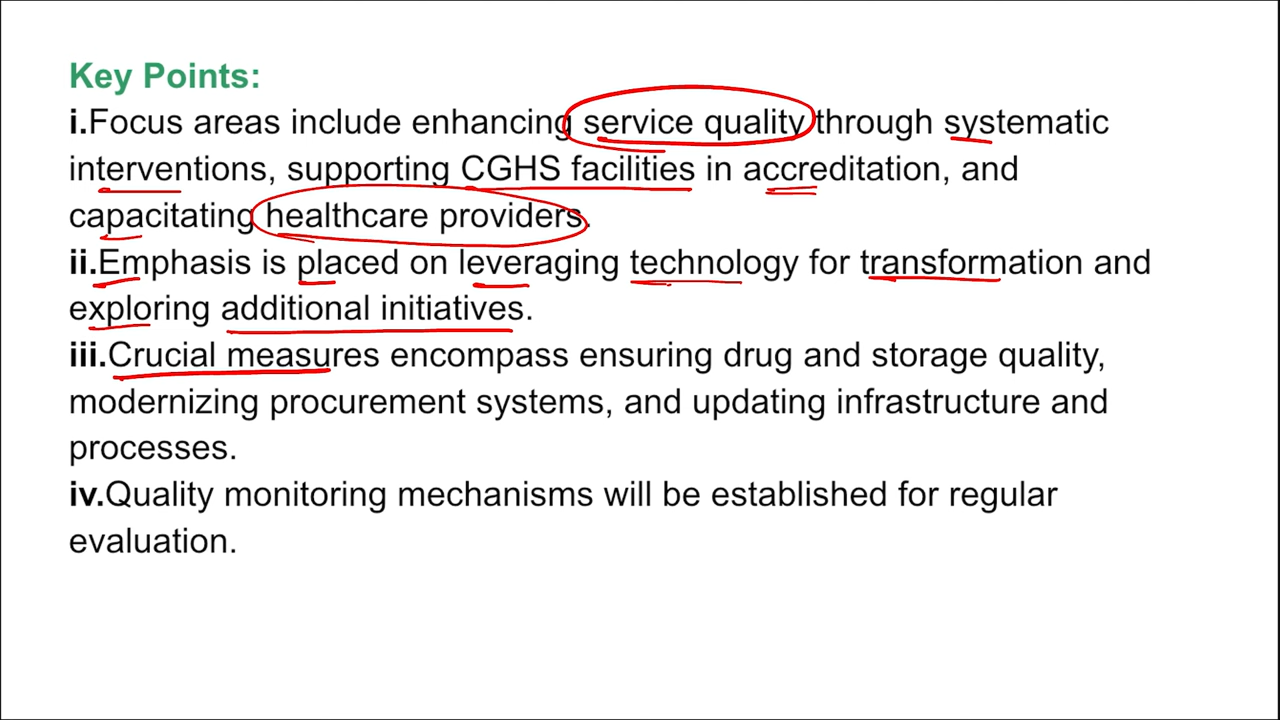 Key Points:
i.Focus areas include enhancing service quality through systematic
interventions, supporting CGHS facilities in accreditation, and
capacitating healthcare providers.
ii.Emphasis is placed on leveraging technology for transformation and
exploring additional initiatives.
iii.Crucial measures encompass ensuring drug and storage quality,
modernizing procurement systems, and updating infrastructure and
processes.
iv.Quality monitoring mechanisms will be established for regular
evaluation.